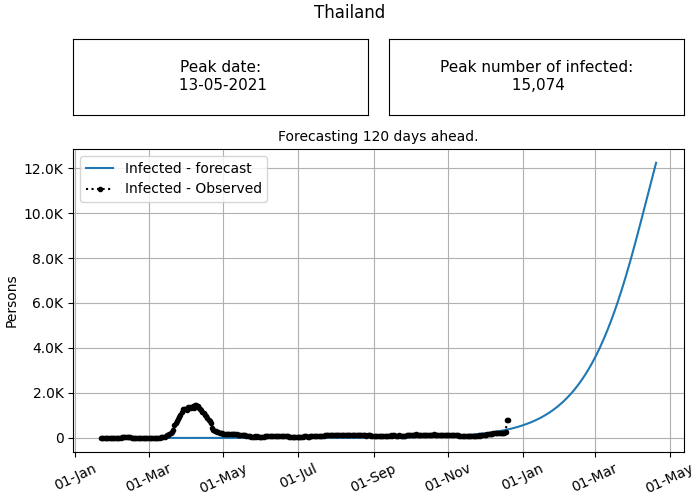 Thailand
Peak date:
13-05-2021
Peak number of infected:
15,074
Forecasting 120 days ahead.
Infected - forecast
Infected - Observed
Persons
12.0K
10.0K
8.0K
6.0K
4.0K
2.0K
0
01-Jan
01-Mar
01-May
01-Jul
01-Sep
01-Nov
01-Jan
01-Mar
01-May